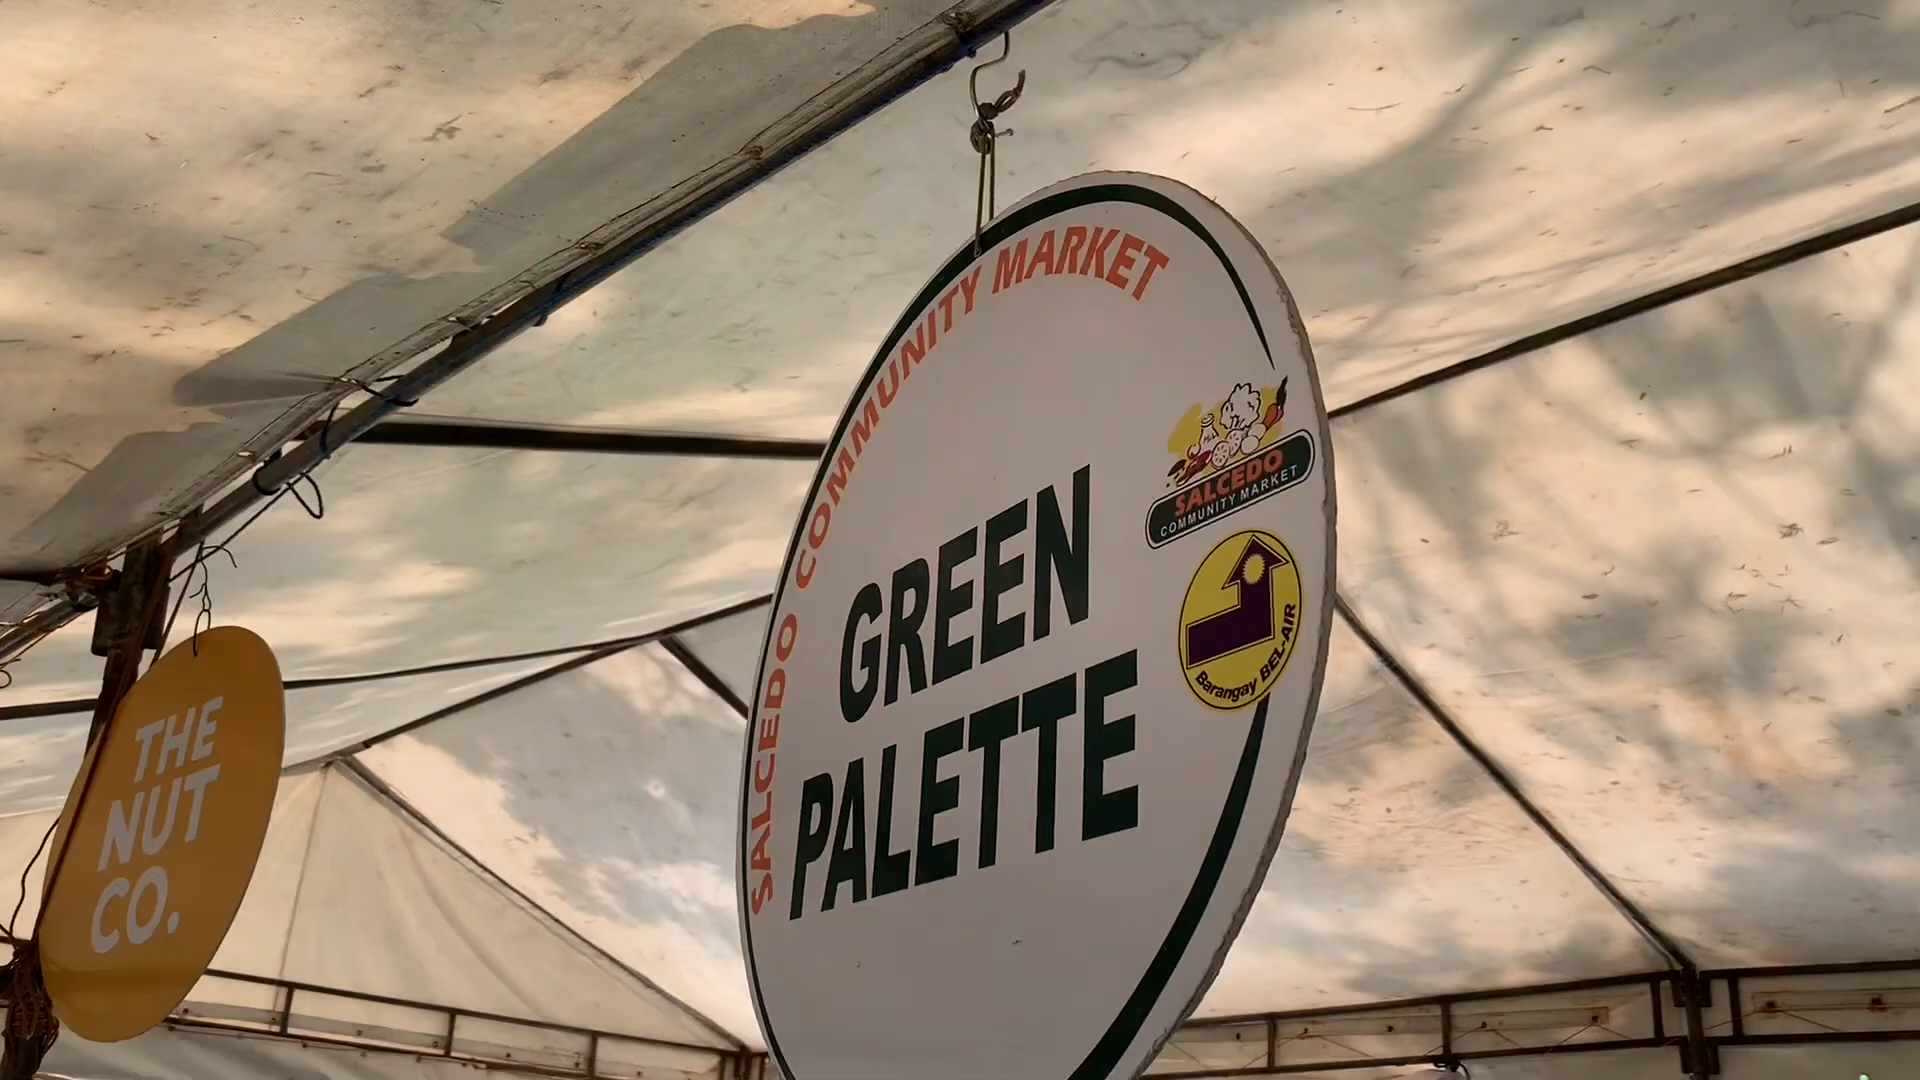 SALCEDO COMMUNITY MARKET
GREEN
PALETTE
SALCEDO
COMMUNITY MARKET
Barangay BEL-AIR
THE
NUT
CO.